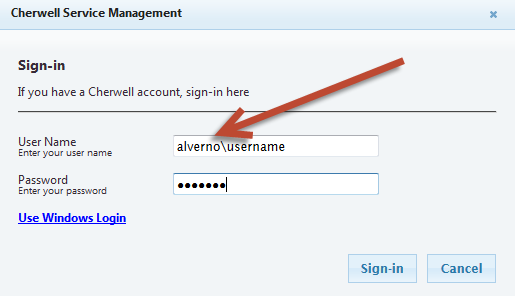 Cherwell Service Management
Sign-in
If you have a Cherwell account, sign-in here
User Name
Enter your user name
alverno\username
Password
Enter your password
•••••••
Use Windows Login
Sign-in
Cancel